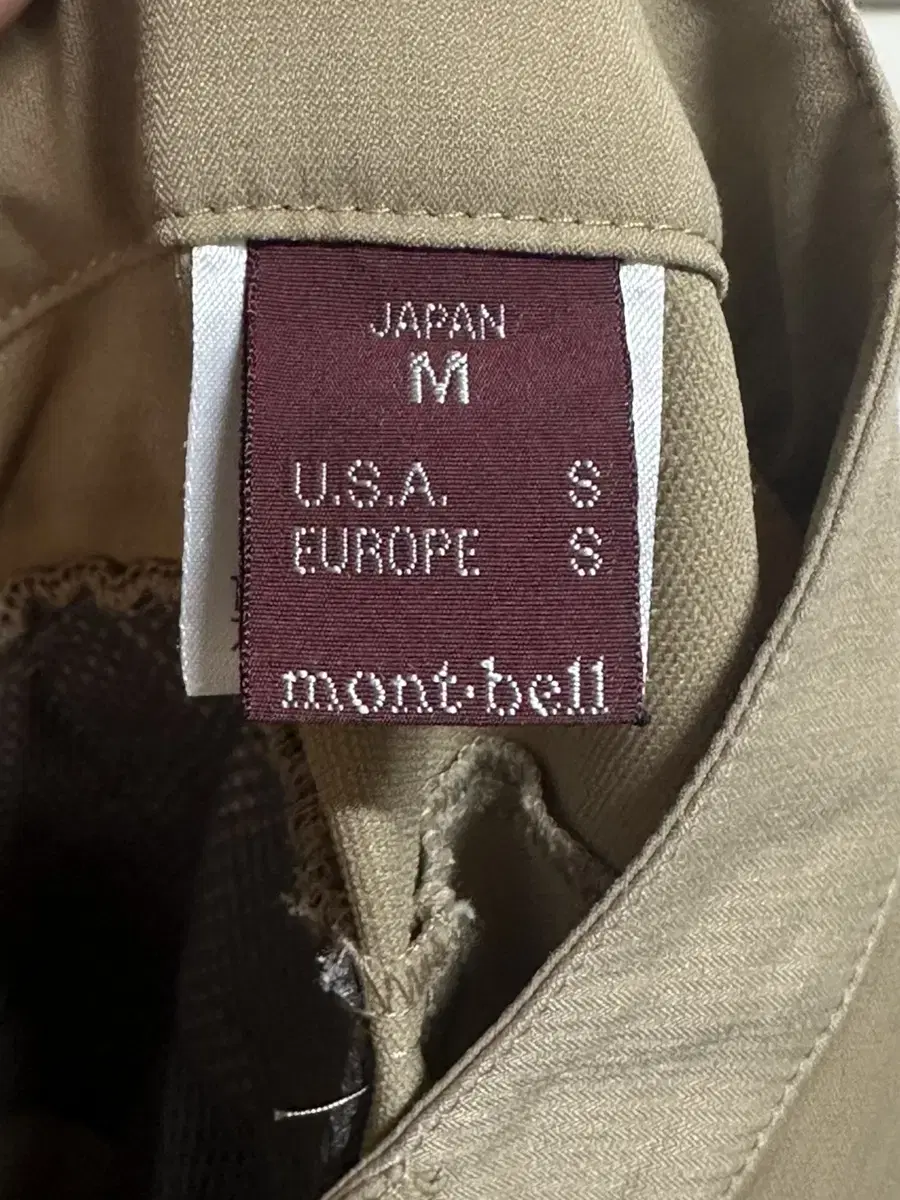 JAPAN
M
U.S.A. S
EUROPE S
mont·bell